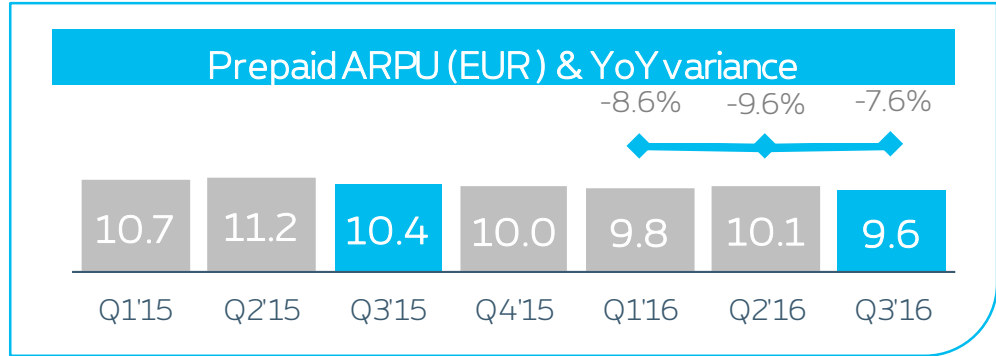 Prepaid ARPU (EUR) & YoY variance
-8.6% -9.6% -7.6%
10.7 11.2 10.4 10.0 9.8 10.1 9.6
Q1'15 Q2'15 Q3'15 Q4'15 Q1'16 Q2'16 Q3'16